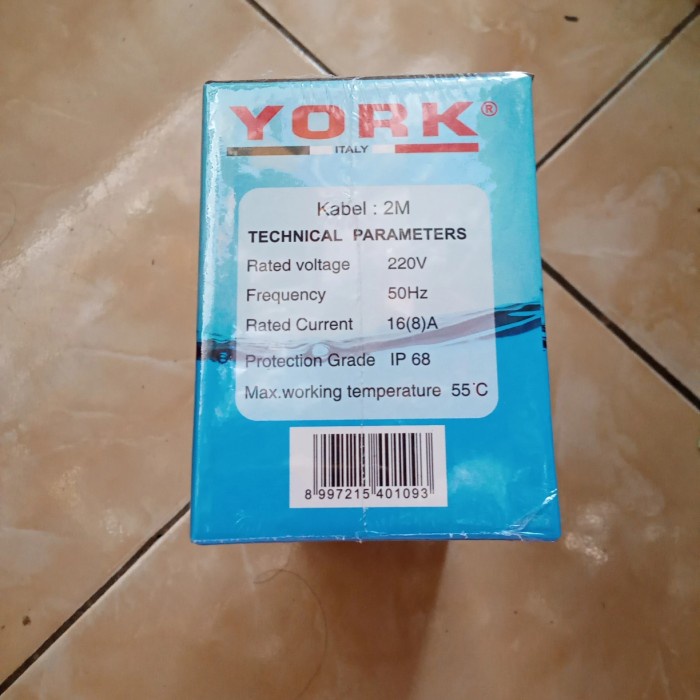 YORK®
ITALY
Kabel : 2M
TECHNICAL PARAMETERS
Rated voltage 220V
Frequency 50Hz
Rated Current 16(8)A
Protection Grade IP 68
Max.working temperature 55°C
8 997215 401093